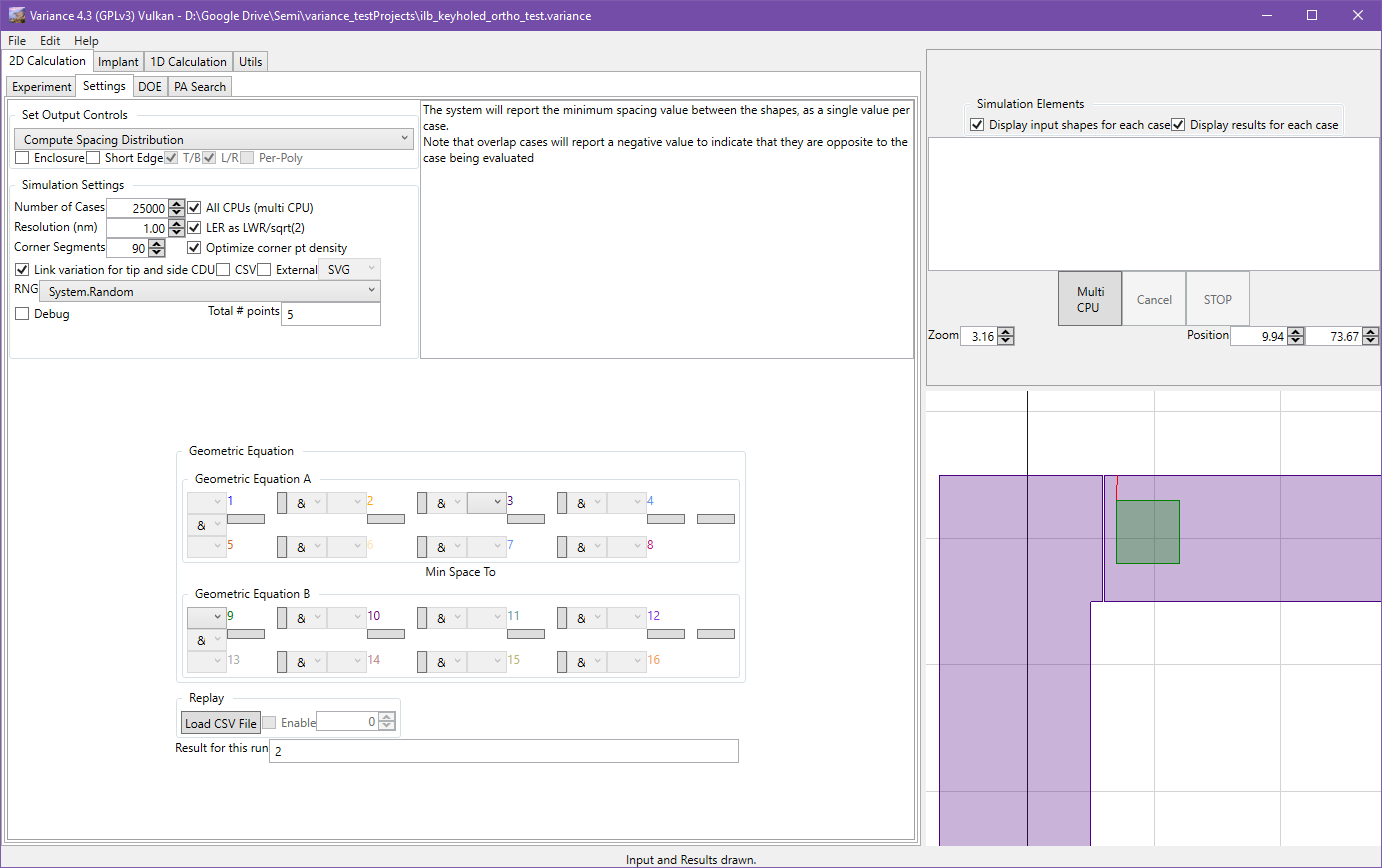 Variance 4.3 (GPLv3) Vulkan - D:\Google Drive\Semi\variance_testProjects\ilb_keyholed_ortho_test.variance
File Edit Help
2D Calculation Implant 1D Calculation Utils
Experiment Settings DOE PA Search
Set Output Controls
Compute Spacing Distribution
Enclosure Short Edge T/B L/R Per-Poly
The system will report the minimum spacing value between the shapes, as a single value per
case.
Note that overlap cases will report a negative value to indicate that they are opposite to the
case being evaluated
Simulation Settings
Number of Cases 25000 All CPUs (multi CPU)
Resolution (nm) 1.00 LER as LWR/sqrt(2)
Corner Segments 90 Optimize corner pt density
Link variation for tip and side CDU CSV External SVG
RNG System.Random
Debug Total # points 5
Simulation Elements
Display input shapes for each case Display results for each case
Multi
CPU
Cancel STOP
Zoom 3.16 Position 9.94 73.67
Geometric Equation
Geometric Equation A
1 & 2 & 3 & 4
&
5 & 6 & 7 & 8
Min Space To
Geometric Equation B
9 & 10 & 11 & 12
&
13 & 14 & 15 & 16
Replay
Load CSV File Enable 0
Result for this run 2
Input and Results drawn.